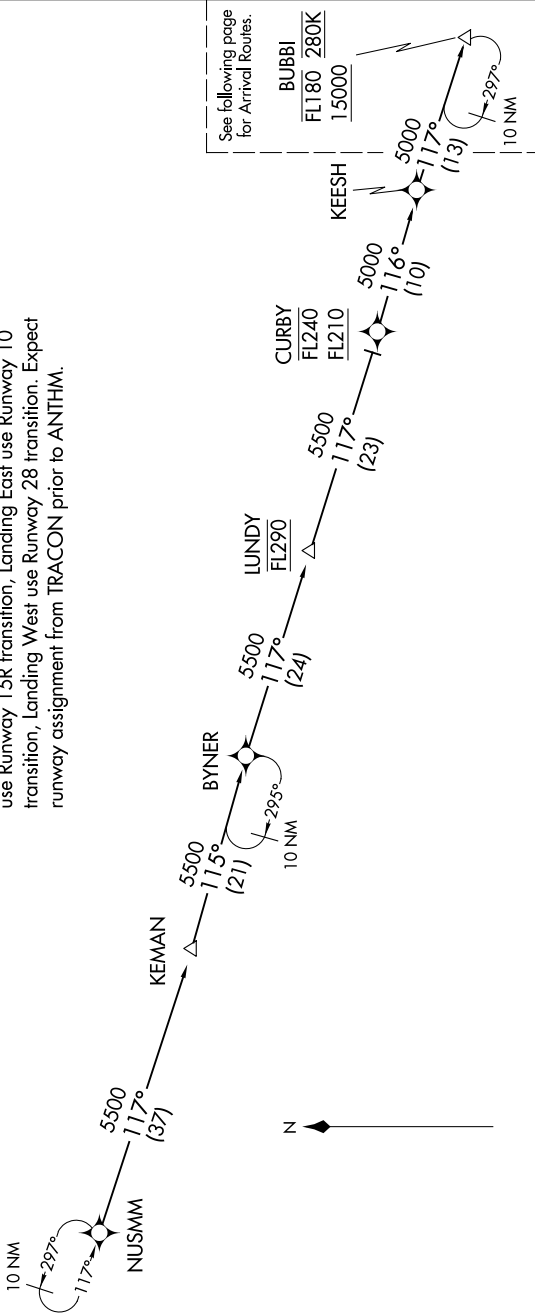 use Runway 15R transition, Landing East use Runway 10
transition, Landing West use Runway 28 transition. Expect
runway assignment from TRACON prior to ANTHM.
10 NM
297°
117°
NUSMM
5500
117°
(37)
KEMAN
5500
115°
(21)
BYNER
295°
10 NM
5500
117°
(24)
LUNDY
FL290
5500
117°
(23)
CURBY
FL240
FL210
5000
116°
(10)
KEESH
5000
117°
(13)
See following page
for Arrival Routes.
BUBBI
FL180 280K
15000
297°
10 NM
N